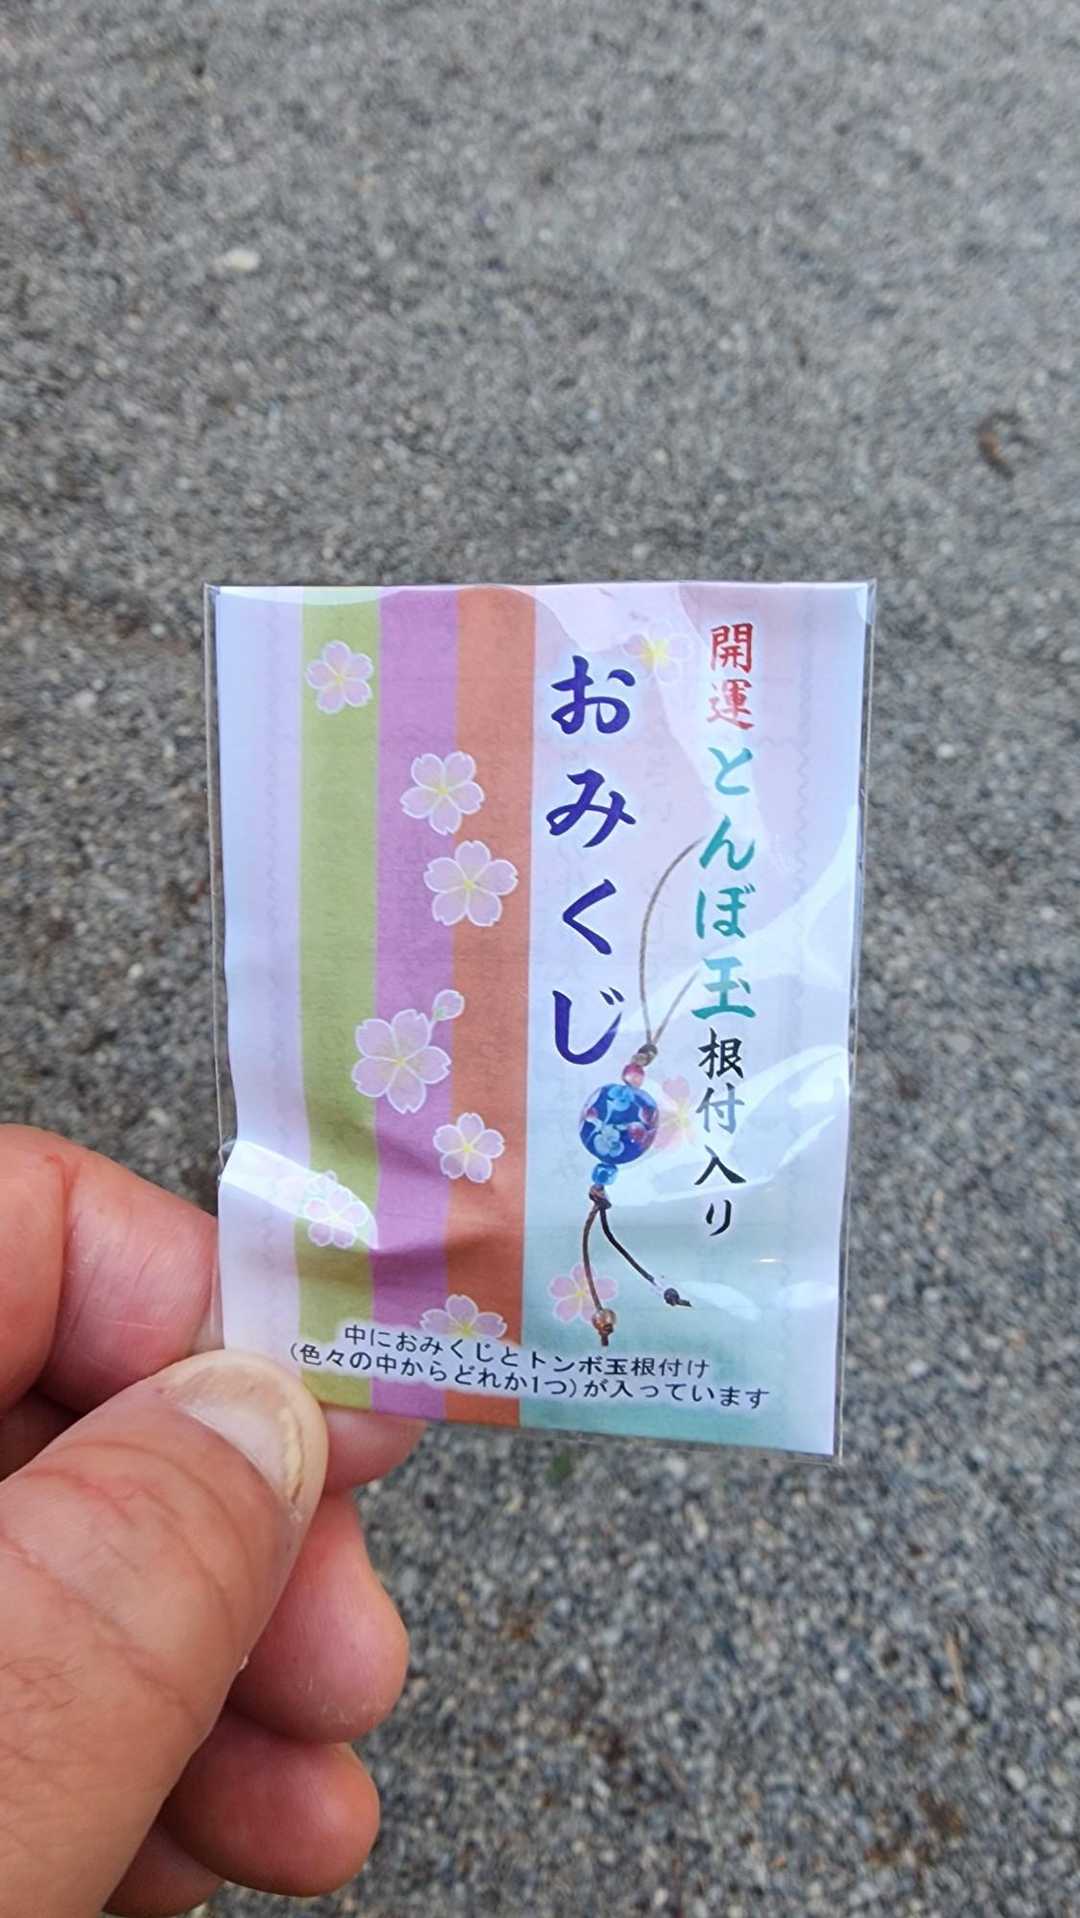 開運とんぼ玉根付入り
おみくじ
中におみくじとトンボ玉根付け
(色々の中からどれか1つ)が入っています